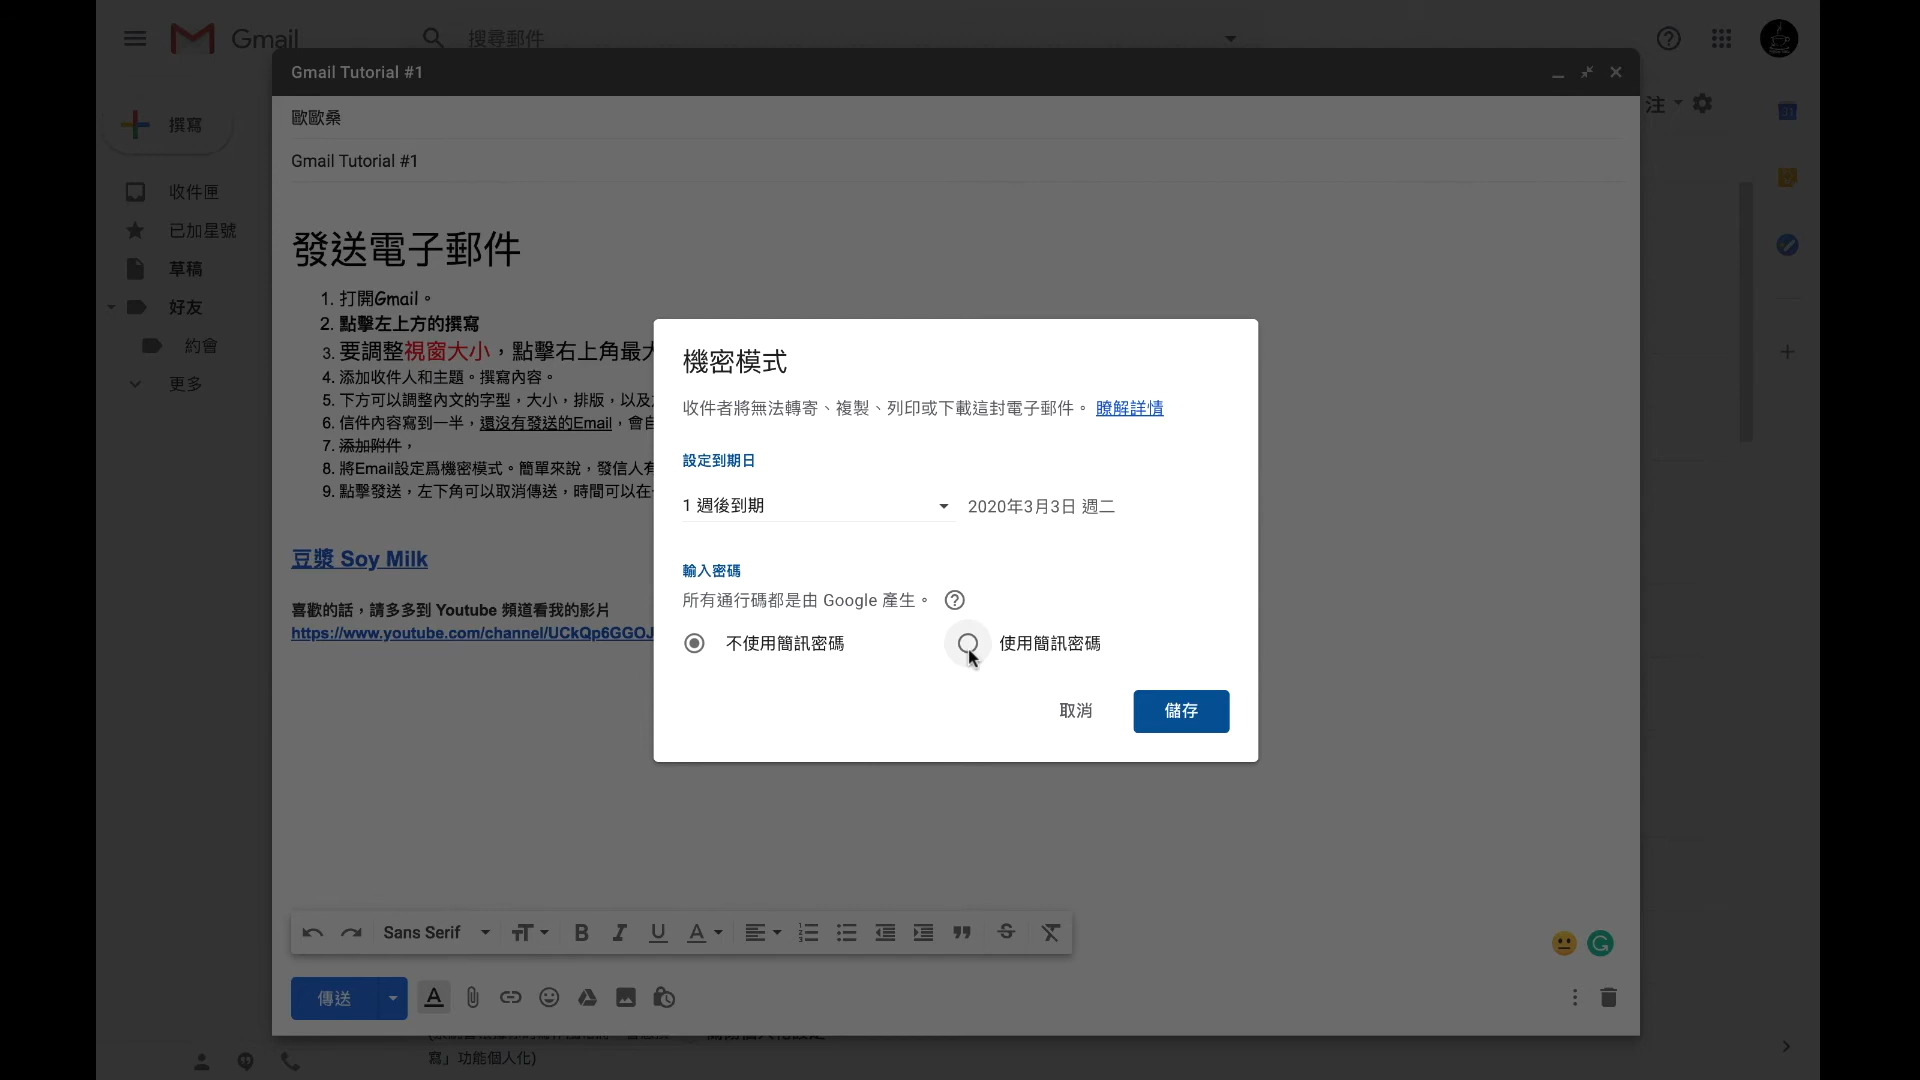 Gmail
搜尋郵件
Gmail Tutorial #1
注
撰寫
歐歐桑
Gmail Tutorial #1
收件匣
已加星號
草稿
好友
約會
更多
發送電子郵件
1. 打開Gmail。
2. 點擊左上方的撰寫
3. 要調整視窗大小，點擊右上角最大
4. 添加收件人和主題。撰寫內容。
5. 下方可以調整內文的字型，大小，排版，以及
6. 信件內容寫到一半，還沒有發送的Email，會自
7. 添加附件，
8. 將Email設定爲機密模式。簡單來說，發信人有
9. 點擊發送，左下角可以取消傳送，時間可以在
豆漿 Soy Milk
喜歡的話，請多多到 Youtube 頻道看我的影片
https://www.youtube.com/channel/UCkQp6GGOJ
機密模式
收件者將無法轉寄、複製、列印或下載這封電子郵件。 瞭解詳情
設定到期日
1 週後到期
2020年3月3日 週二
輸入密碼
所有通行碼都是由 Google 產生。
不使用簡訊密碼
使用簡訊密碼
取消
儲存
Sans Serif
傳送
寫」功能個人化)